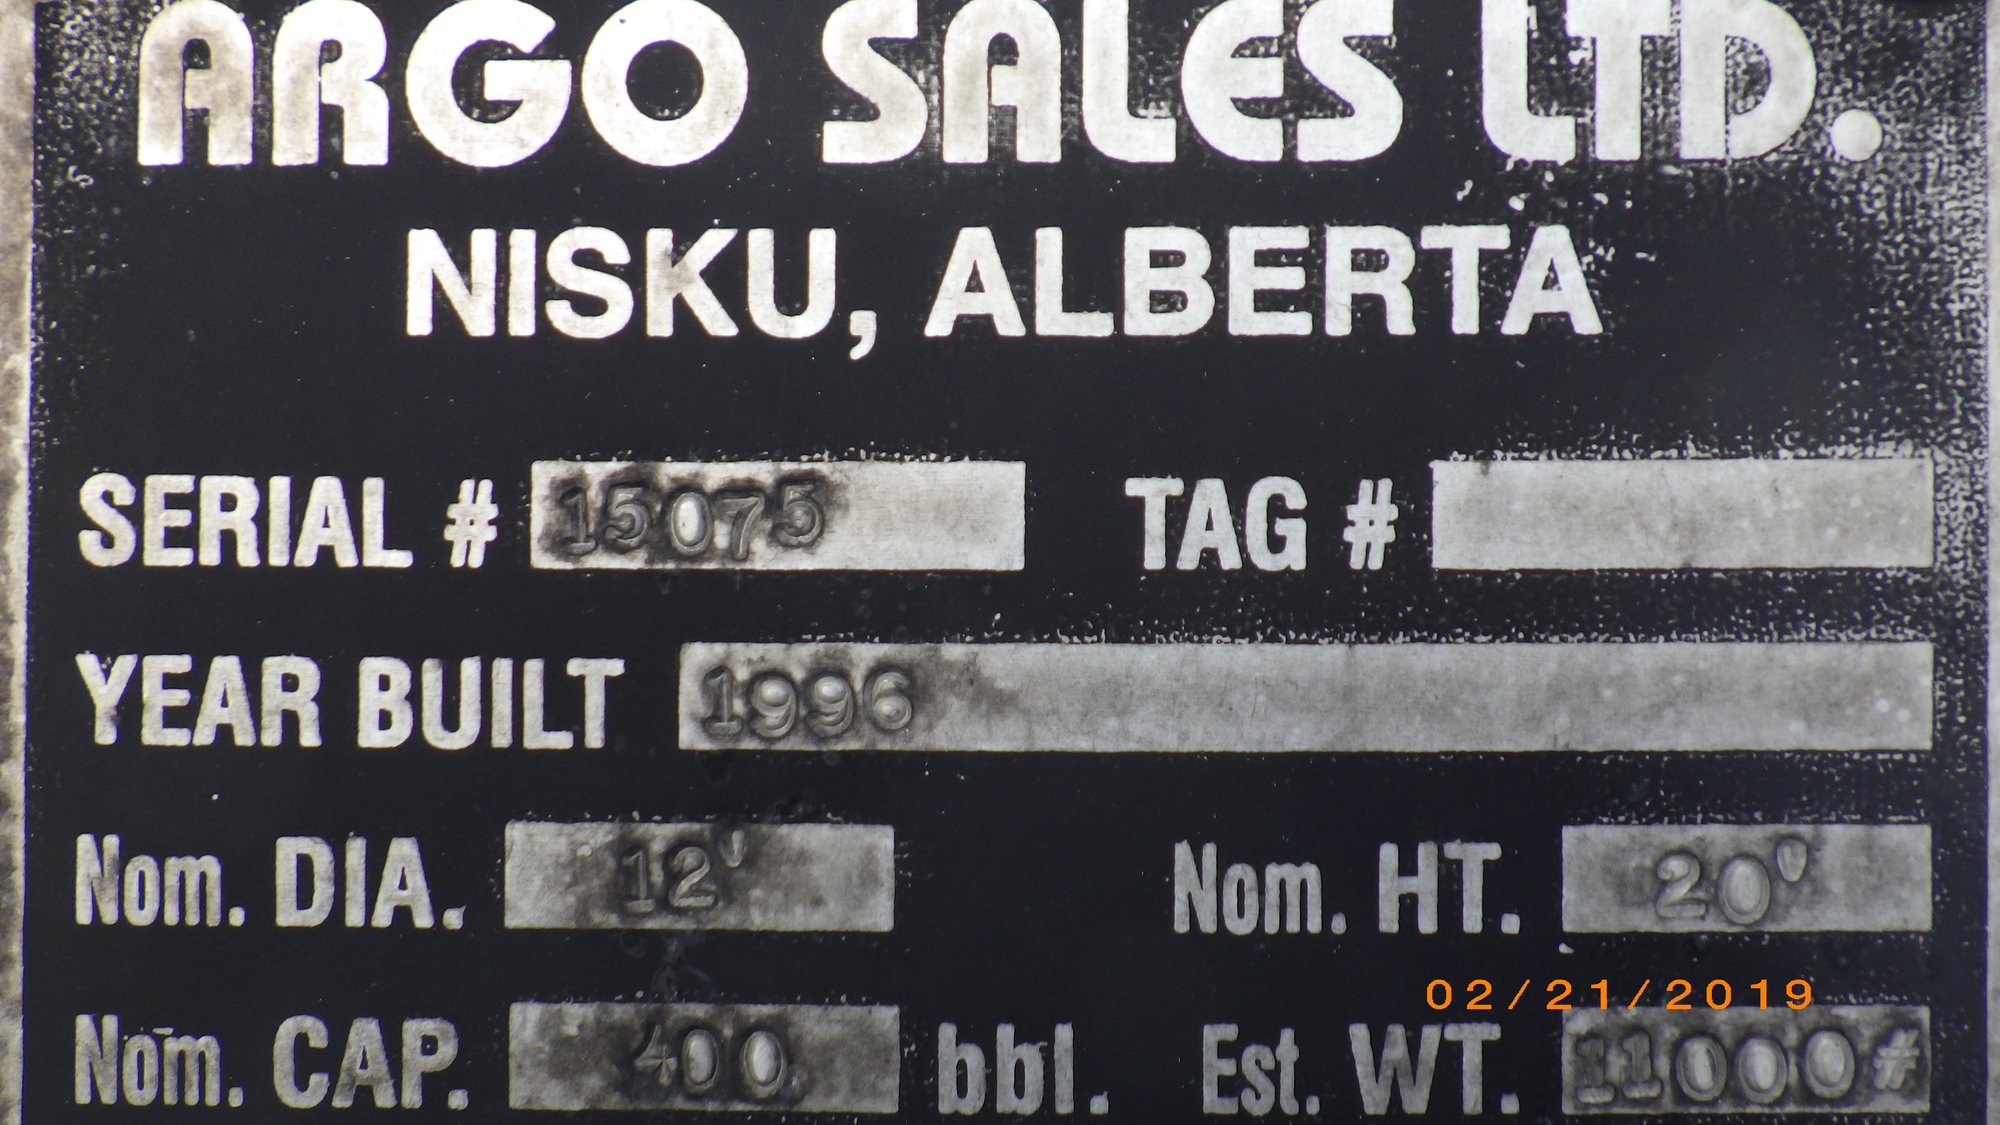 ARGO SALES LTD.
NISKU, ALBERTA
SERIAL # 15075 TAG #
YEAR BUILT 1996
Nom. DIA. 12' Nom. HT. 20'
02/21/2019
Nom. CAP. 400 bbl. Est. WT. 11000#